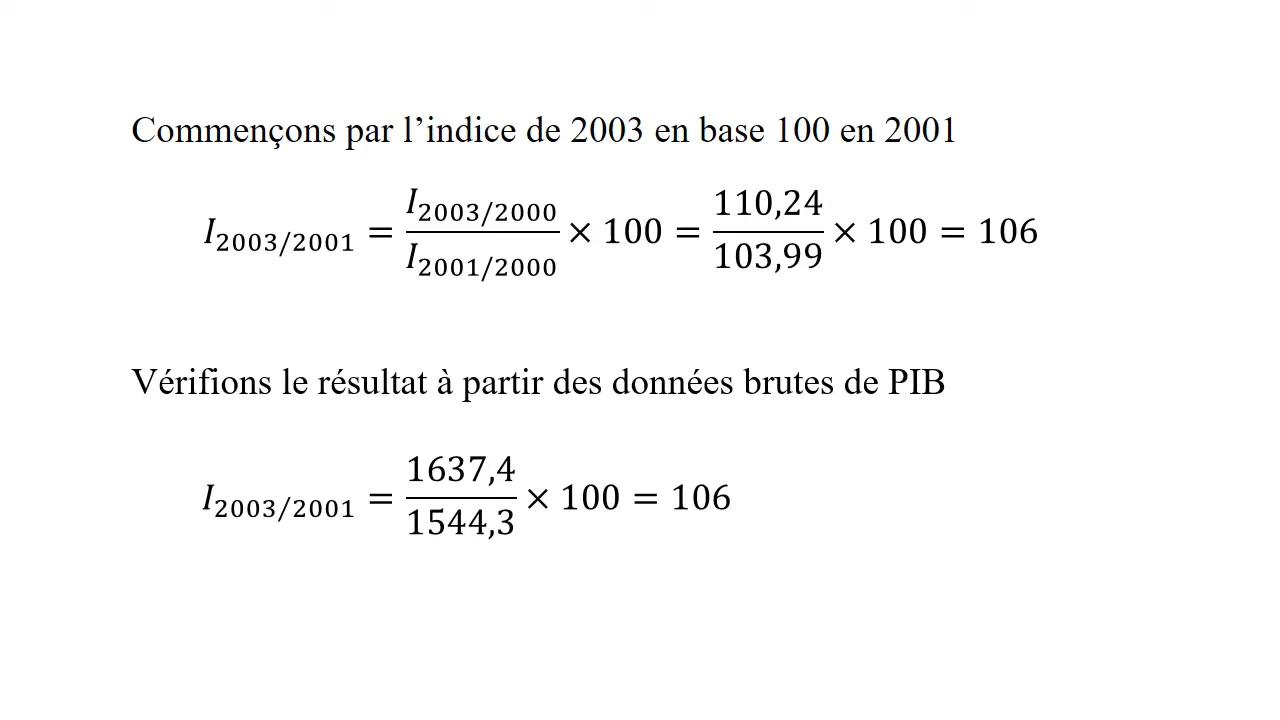 Commençons par l’indice de 2003 en base 100 en 2001
I₂₀₀₃/₂₀₀₁ = I₂₀₀₃/₂₀₀₀ / I₂₀₀₁/₂₀₀₀ × 100 = 110,24 / 103,99 × 100 = 106
Vérifions le résultat à partir des données brutes de PIB
I₂₀₀₃/₂₀₀₁ = 1637,4 / 1544,3 × 100 = 106